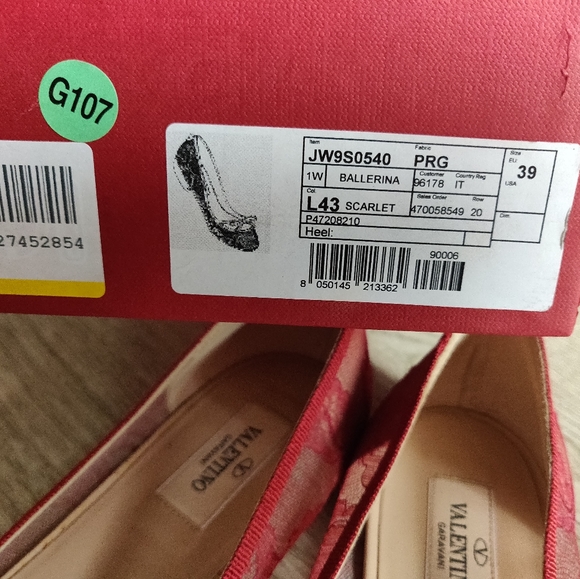 G107
27452854
Item
JW9S0540
Fabric
PRG
Size
EU
39
USA
1W
BALLERINA
Customer
96178
Country Reg
IT
Col.
L43 SCARLET
Sales Order
470058549
Row
20
Dim
P47208210
Heel:
90006
8 050145 213362
VALENTINO
GARAVANI
VALENTINO
GARAVANI